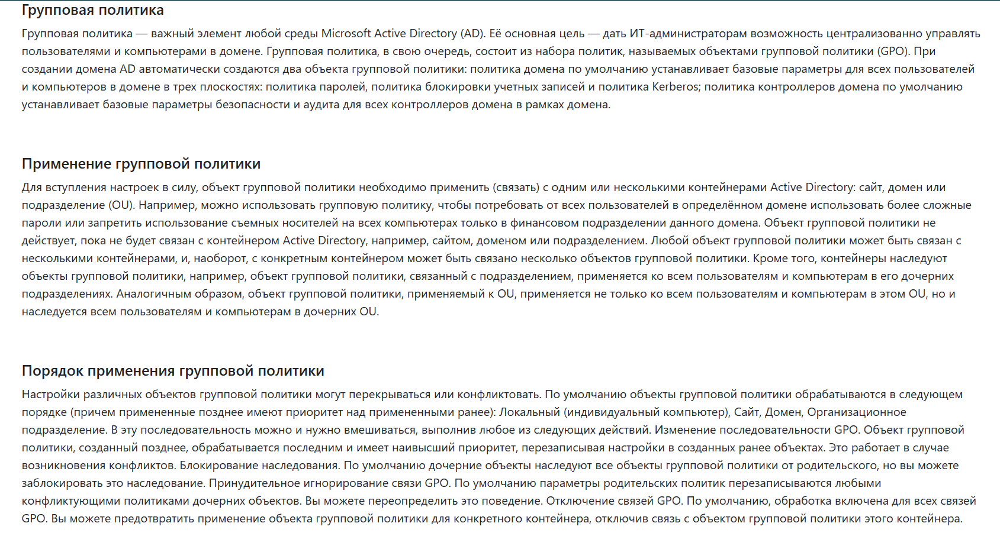 Групповая политика
Групповая политика — важный элемент любой среды Microsoft Active Directory (AD). Её основная цель — дать ИТ-администраторам возможность централизованно управлять
пользователями и компьютерами в домене. Групповая политика, в свою очередь, состоит из набора политик, называемых объектами групповой политики (GPO). При
создании домена AD автоматически создаются два объекта групповой политики: политика домена по умолчанию устанавливает базовые параметры для всех пользователей
и компьютеров в домене в трех плоскостях: политика паролей, политика блокировки учетных записей и политика Kerberos; политика контроллеров домена по умолчанию
устанавливает базовые параметры безопасности и аудита для всех контроллеров домена в рамках домена.
Применение групповой политики
Для вступления настроек в силу, объект групповой политики необходимо применить (связать) с одним или несколькими контейнерами Active Directory: сайт, домен или
подразделение (OU). Например, можно использовать групповую политику, чтобы потребовать от всех пользователей в определённом домене использовать более сложные
пароли или запретить использование съемных носителей на всех компьютерах только в финансовом подразделении данного домена. Объект групповой политики не
действует, пока не будет связан с контейнером Active Directory, например, сайтом, доменом или подразделением. Любой объект групповой политики может быть связан с
несколькими контейнерами, и, наоборот, с конкретным контейнером может быть связано несколько объектов групповой политики. Кроме того, контейнеры наследуют
объекты групповой политики, например, объект групповой политики, связанный с подразделением, применяется ко всем пользователям и компьютерам в его дочерних
подразделениях. Аналогичным образом, объект групповой политики, применяемый к OU, применяется не только ко всем пользователям и компьютерам в этом OU, но и
наследуется всем пользователям и компьютерам в дочерних OU.
Порядок применения групповой политики
Настройки различных объектов групповой политики могут перекрываться или конфликтовать. По умолчанию объекты групповой политики обрабатываются в следующем
порядке (причем примененные позднее имеют приоритет над примененными ранее): Локальный (индивидуальный компьютер), Сайт, Домен, Организационное
подразделение. В эту последовательность можно и нужно вмешиваться, выполнив любое из следующих действий. Изменение последовательности GPO. Объект групповой
политики, созданный позднее, обрабатывается последним и имеет наивысший приоритет, перезаписывая настройки в созданных ранее объектах. Это работает в случае
возникновения конфликтов. Блокирование наследования. По умолчанию дочерние объекты наследуют все объекты групповой политики от родительского, но вы можете
заблокировать это наследование. Принудительное игнорирование связи GPO. По умолчанию параметры родительских политик перезаписываются любыми
конфликтующими политиками дочерних объектов. Вы можете переопределить это поведение. Отключение связей GPO. По умолчанию, обработка включена для всех связей
GPO. Вы можете предотвратить применение объекта групповой политики для конкретного контейнера, отключив связь с объектом групповой политики этого контейнера.